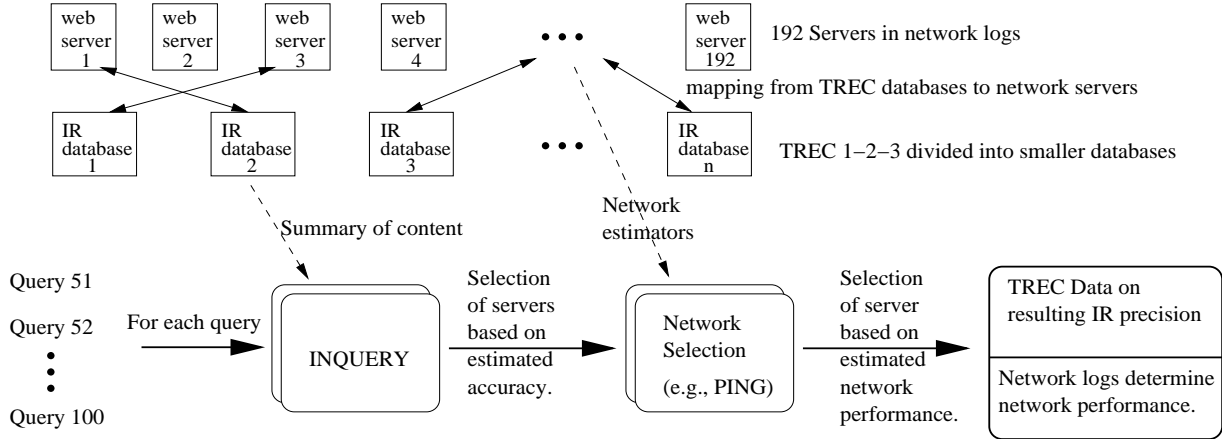 web
server
1
web
server
2
web
server
3
web
server
4
web
server
192
192 Servers in network logs
mapping from TREC databases to network servers
IR
database
1
IR
database
2
IR
database
3
IR
database
n
TREC 1–2–3 divided into smaller databases
Summary of content
Network
estimators
Query 51
Query 52
Query 100
For each query
INQUERY
Selection
of servers
based on
estimated
accuracy.
Network
Selection
(e.g., PING)
Selection
of server
based on
estimated
network
performance.
TREC Data on
resulting IR precision
Network logs determine
network performance.